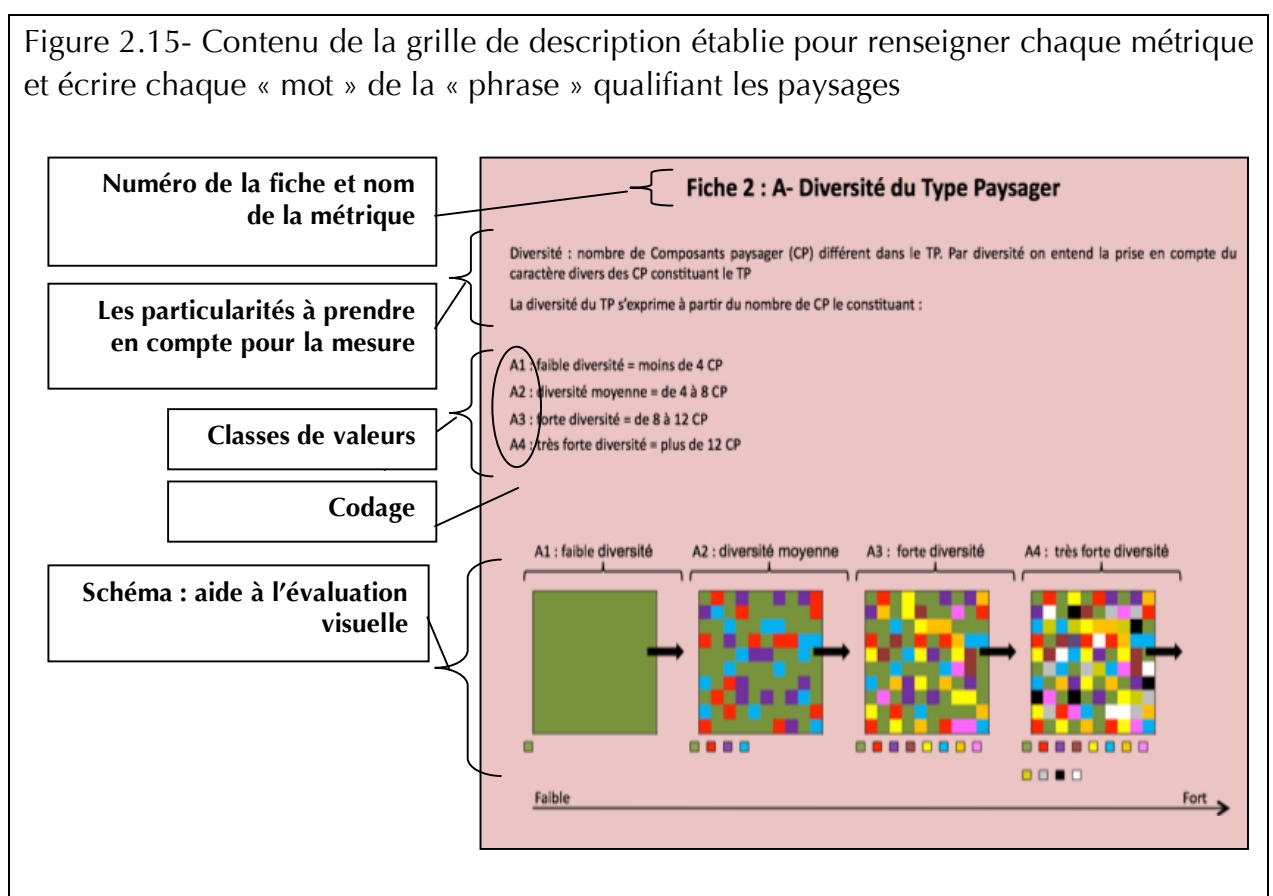 Figure 2.15- Contenu de la grille de description établie pour renseigner chaque métrique
et écrire chaque « mot » de la « phrase » qualifiant les paysages
Numéro de la fiche et nom
de la métrique
Fiche 2 : A- Diversité du Type Paysager
Les particularités à prendre
en compte pour la mesure
Diversité : nombre de Composants paysager (CP) différent dans le TP. Par diversité on entend la prise en compte du
caractère divers des CP constituant le TP
La diversité du TP s'exprime à partir du nombre de CP le constituant :
Classes de valeurs
A1 : faible diversité = moins de 4 CP
A2 : diversité moyenne = de 4 à 8 CP
A3 : forte diversité = de 8 à 12 CP
A4 : très forte diversité = plus de 12 CP
Codage
Schéma : aide à l'évaluation
visuelle
A1 : faible diversité
A2 : diversité moyenne
A3 : forte diversité
A4 : très forte diversité
Faible
Fort